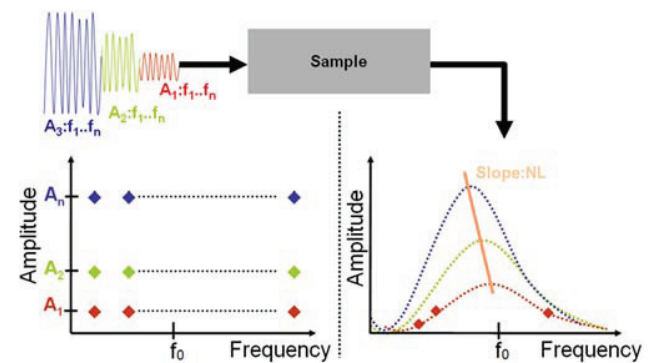 Sample
A₁:f₁..fₙ
A₂:f₁..fₙ
A₃:f₁..fₙ
Amplitude
Aₙ
A₂
A₁
f₀
Frequency
Slope:NL
Amplitude
f₀
Frequency